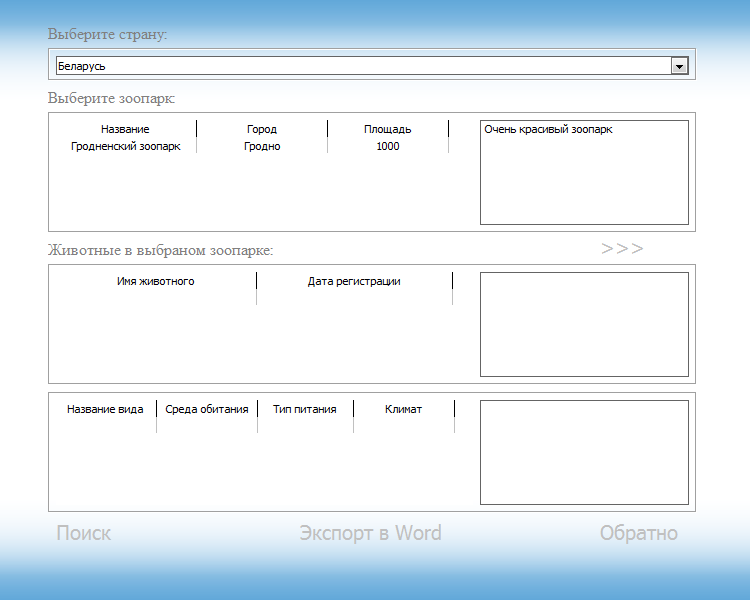 Выберите страну:
Беларусь
Выберите зоопарк:
Название Город Площадь
Гродненский зоопарк Гродно 1000
Очень красивый зоопарк
Животные в выбраном зоопарке: >>>
Имя животного Дата регистрации
Название вида Среда обитания Тип питания Климат
Поиск Экспорт в Word Обратно